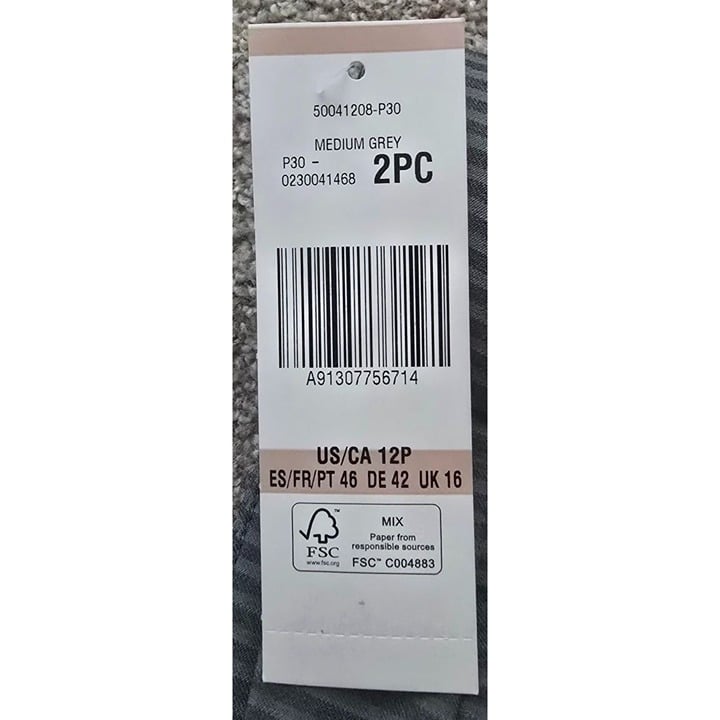 50041208-P30
MEDIUM GREY
P30 -
0230041468 2PC
A91307756714
US/CA 12P
ES/FR/PT 46 DE 42 UK 16
FSC
www.fsc.org
MIX
Paper from
responsible sources
FSC™ C004883